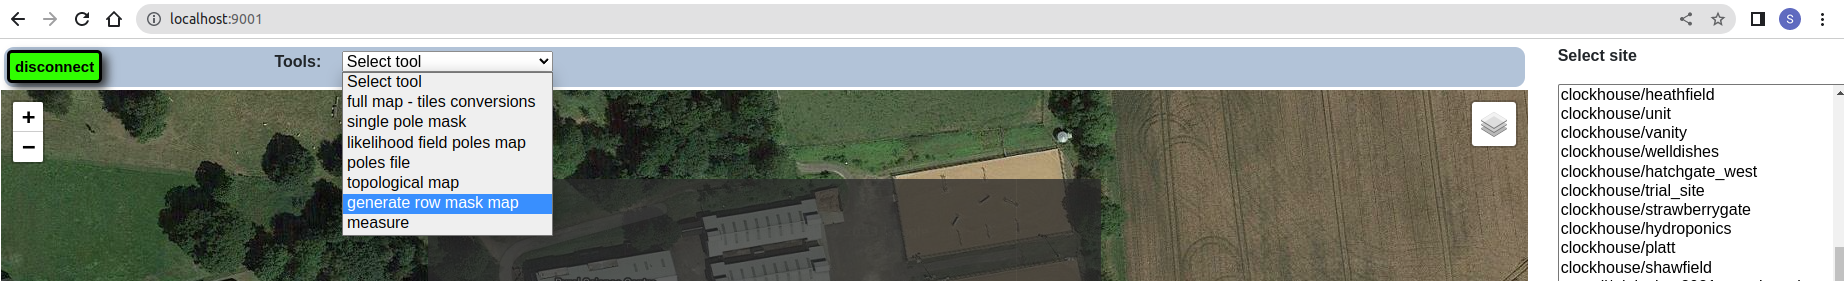 localhost:9001
S
disconnect
Tools:
Select tool
Select tool
full map - tiles conversions
single pole mask
likelihood field poles map
poles file
topological map
generate row mask map
measure
+
−
Select site
clockhouse/heathfield
clockhouse/unit
clockhouse/vanity
clockhouse/welldishes
clockhouse/hatchgate_west
clockhouse/trial_site
clockhouse/strawberrygate
clockhouse/hydroponics
clockhouse/platt
clockhouse/shawfield